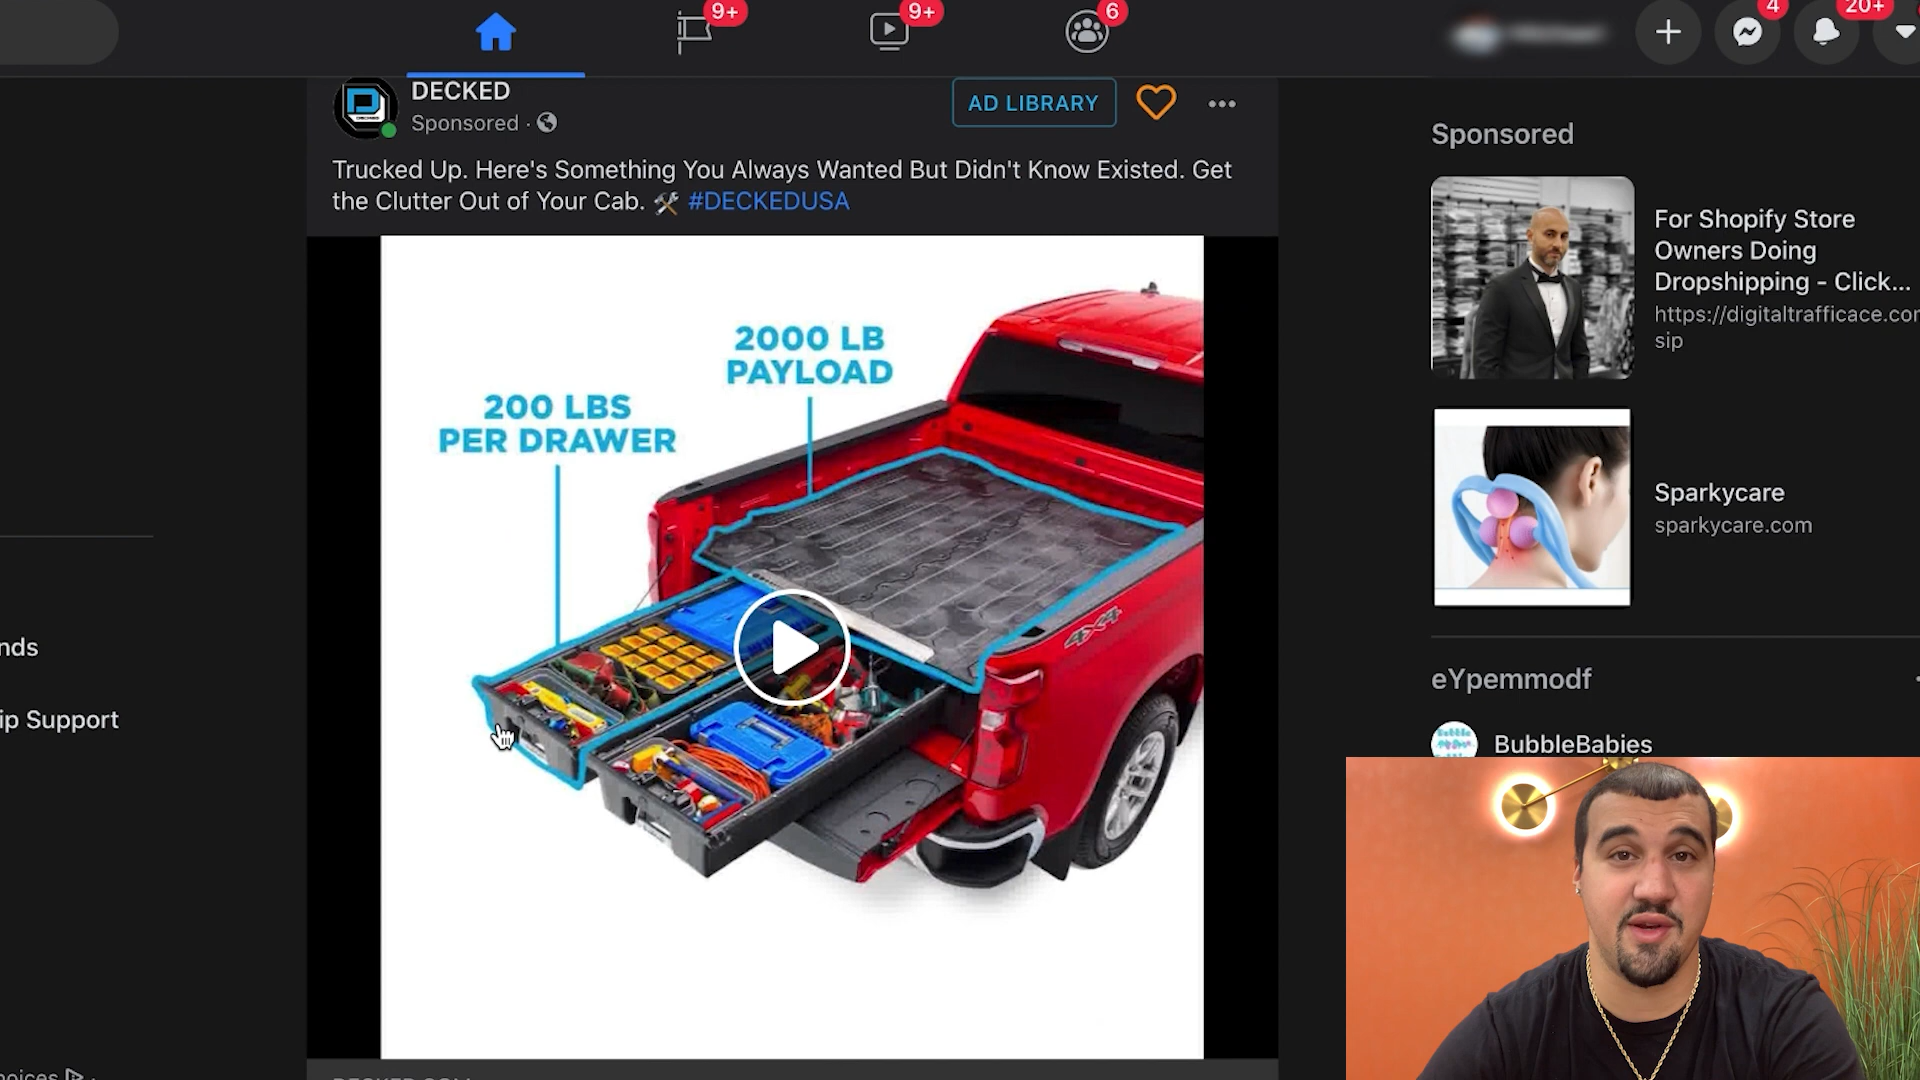 9+
9+
6
4
20+
DECKED
Sponsored ·
AD LIBRARY
Trucked Up. Here's Something You Always Wanted But Didn't Know Existed. Get
the Clutter Out of Your Cab. 🛠 #DECKEDUSA
2000 LB
PAYLOAD
200 LBS
PER DRAWER
4x4
Sponsored
For Shopify Store
Owners Doing
Dropshipping - Click...
https://digitaltrafficace.com
sip
Sparkycare
sparkycare.com
eYpemmodf
BubbleBabies
nds
ip Support